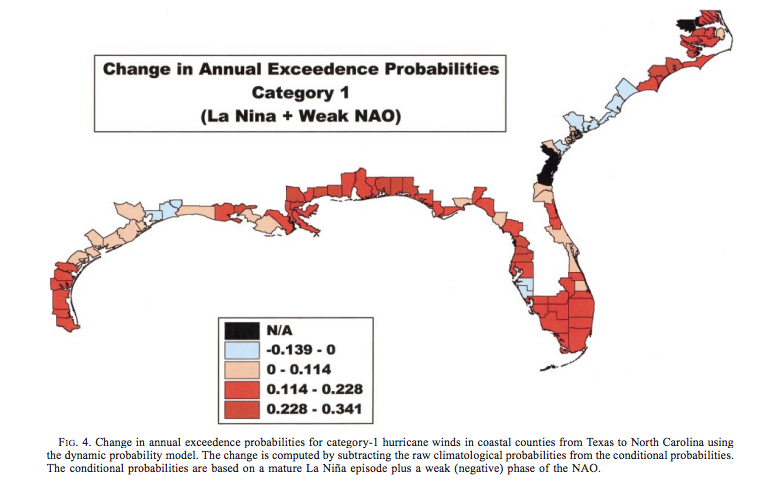 Change in Annual Exceedence Probabilities
Category 1
(La Nina + Weak NAO)
N/A
-0.139 - 0
0 - 0.114
0.114 - 0.228
0.228 - 0.341
FIG. 4. Change in annual exceedence probabilities for category-1 hurricane winds in coastal counties from Texas to North Carolina using
the dynamic probability model. The change is computed by subtracting the raw climatological probabilities from the conditional probabilities.
The conditional probabilities are based on a mature La Niña episode plus a weak (negative) phase of the NAO.